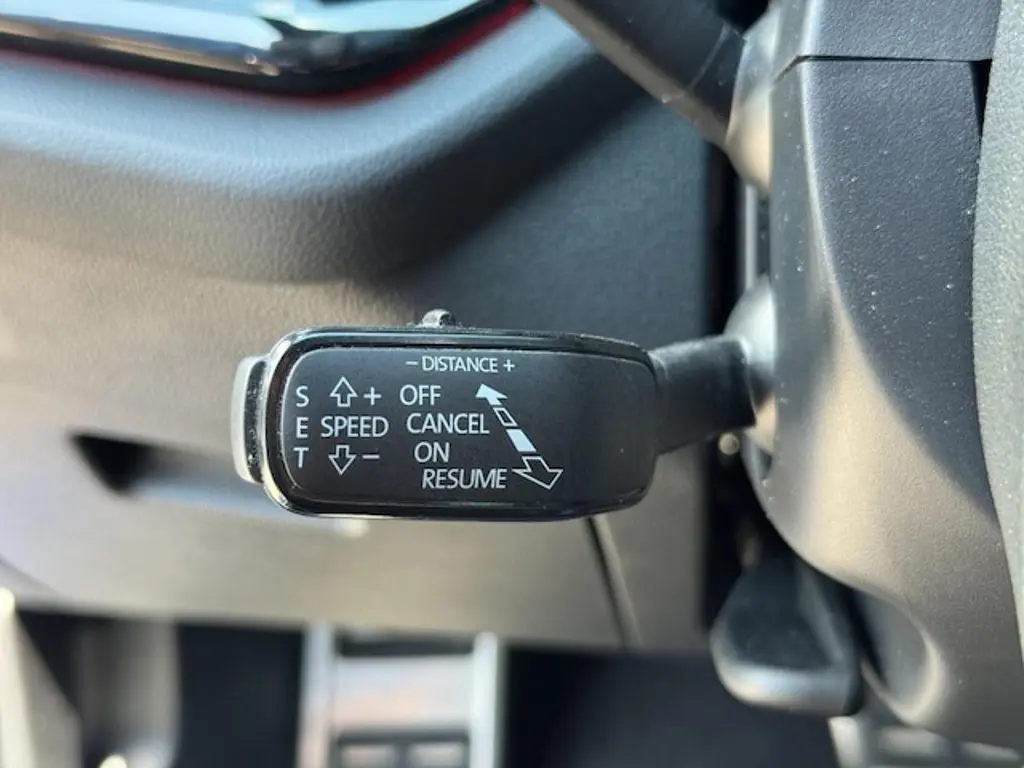 - DISTANCE +
S + OFF
E SPEED CANCEL
T - ON
RESUME